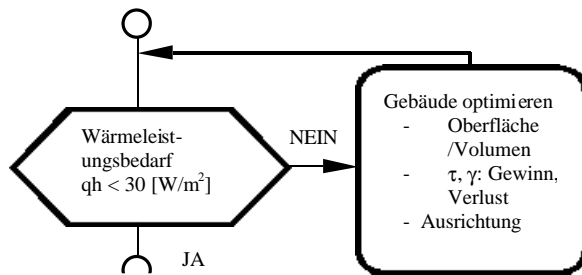 Wärmeleist-
ungsbedarf
qh < 30 [W/m²]
NEIN
JA
Gebäude optimieren
- Oberfläche
/Volumen
- τ, γ: Gewinn,
Verlust
- Ausrichtung